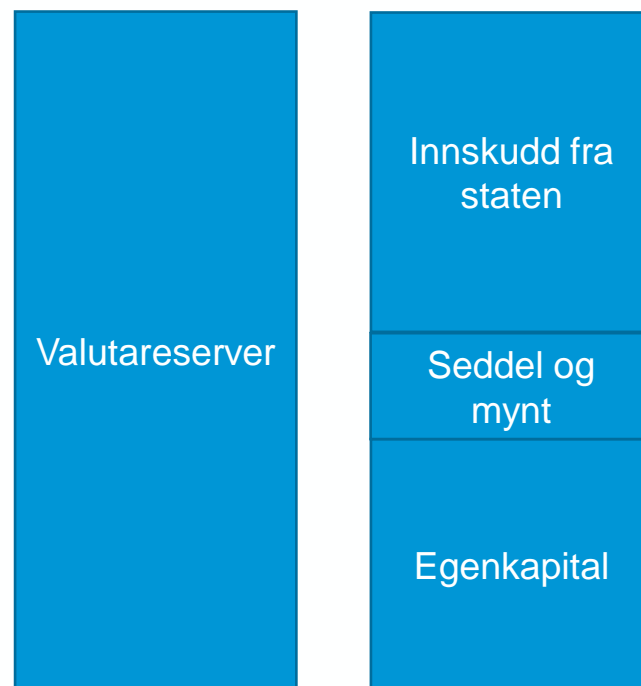 Valutareserver
Innskudd fra
staten
Seddel og
mynt
Egenkapital